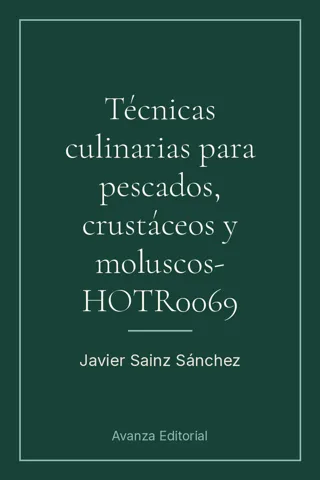 Técnicas
culinarias para
pescados,
crustáceos y
moluscos-
HOTR0069
Javier Sainz Sánchez
Avanza Editorial